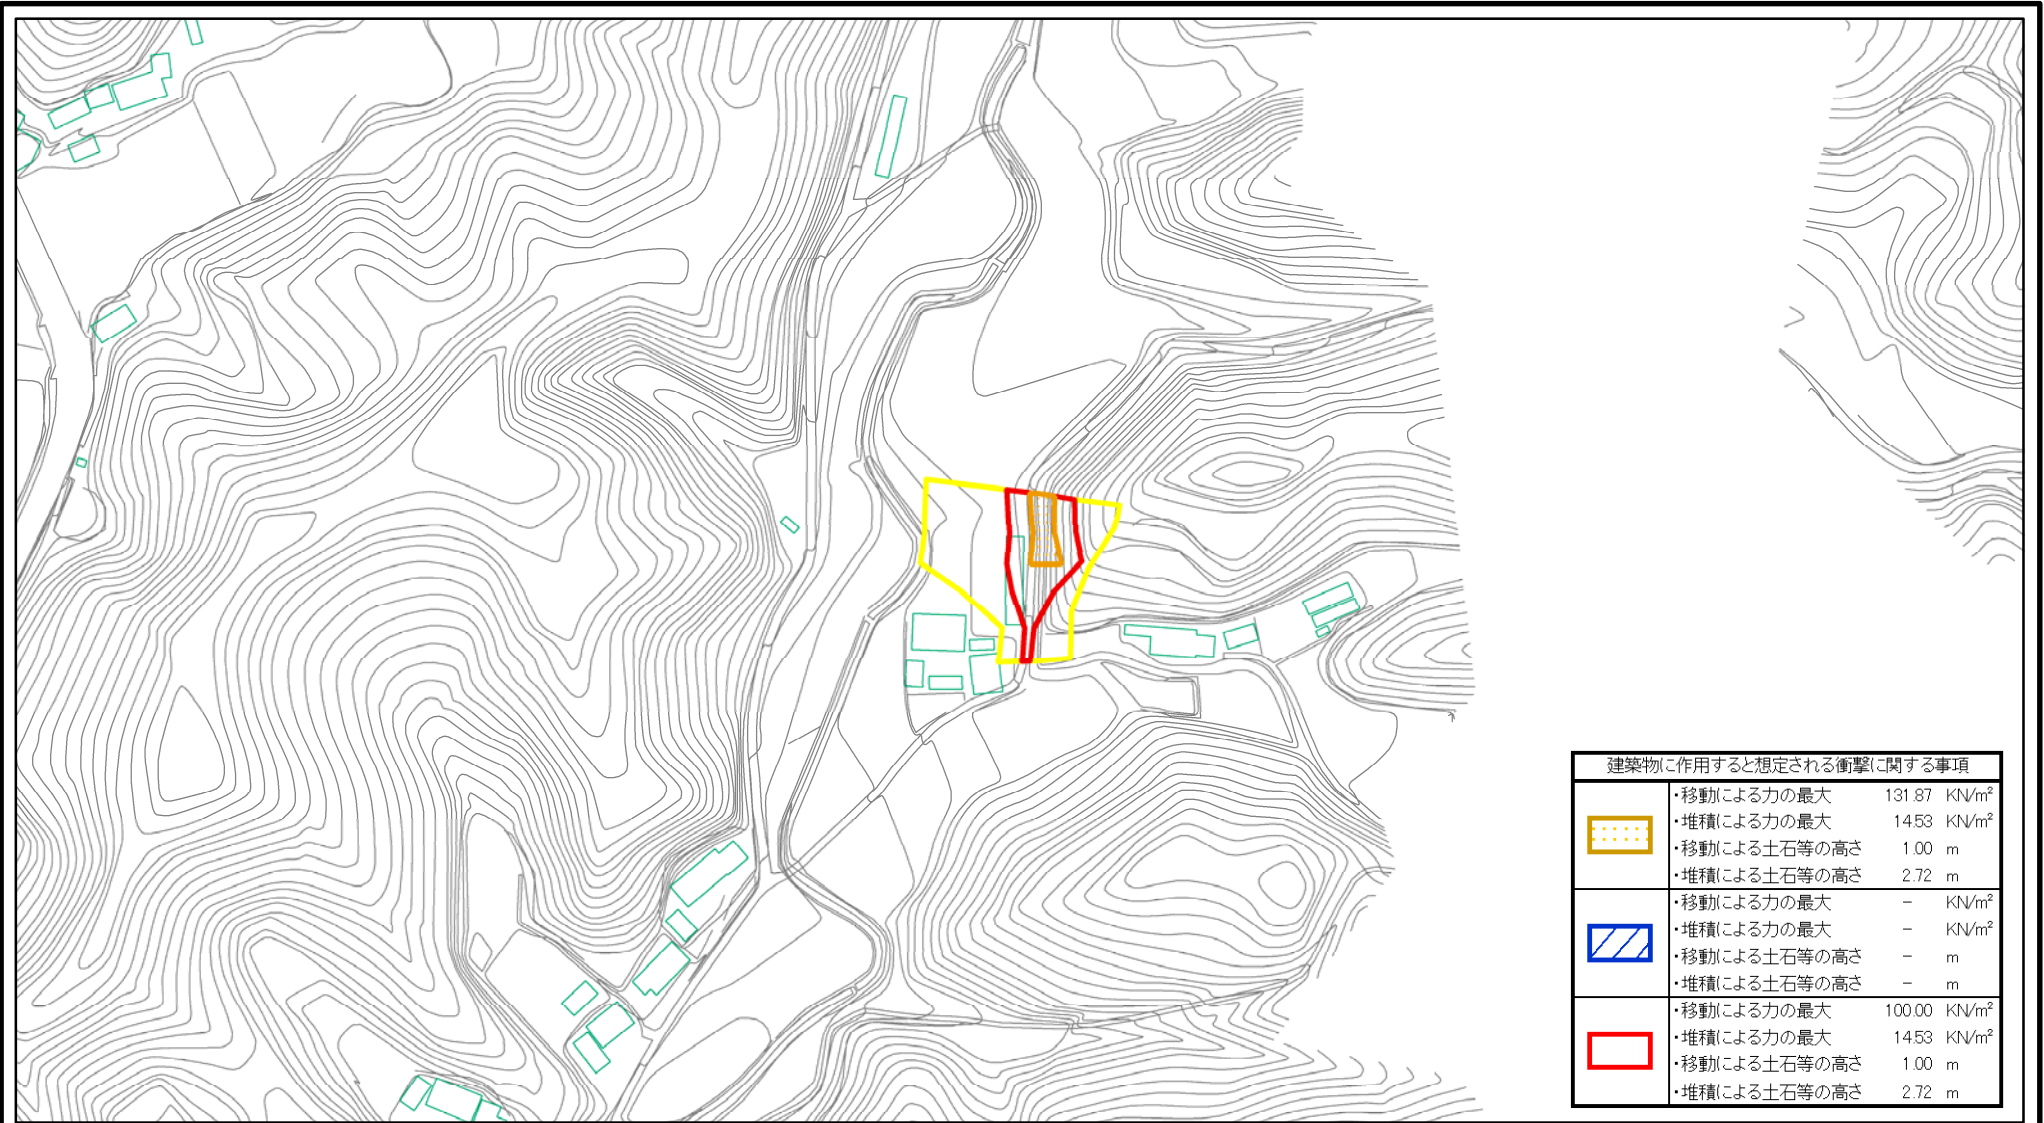 建築物に作用すると想定される衝撃に関する事項
・移動による力の最大 131.87 KN/m²
・堆積による力の最大 14.53 KN/m²
・移動による土石等の高さ 1.00 m
・堆積による土石等の高さ 2.72 m
・移動による力の最大 - KN/m²
・堆積による力の最大 - KN/m²
・移動による土石等の高さ - m
・堆積による土石等の高さ - m
・移動による力の最大 100.00 KN/m²
・堆積による力の最大 14.53 KN/m²
・移動による土石等の高さ 1.00 m
・堆積による土石等の高さ 2.72 m